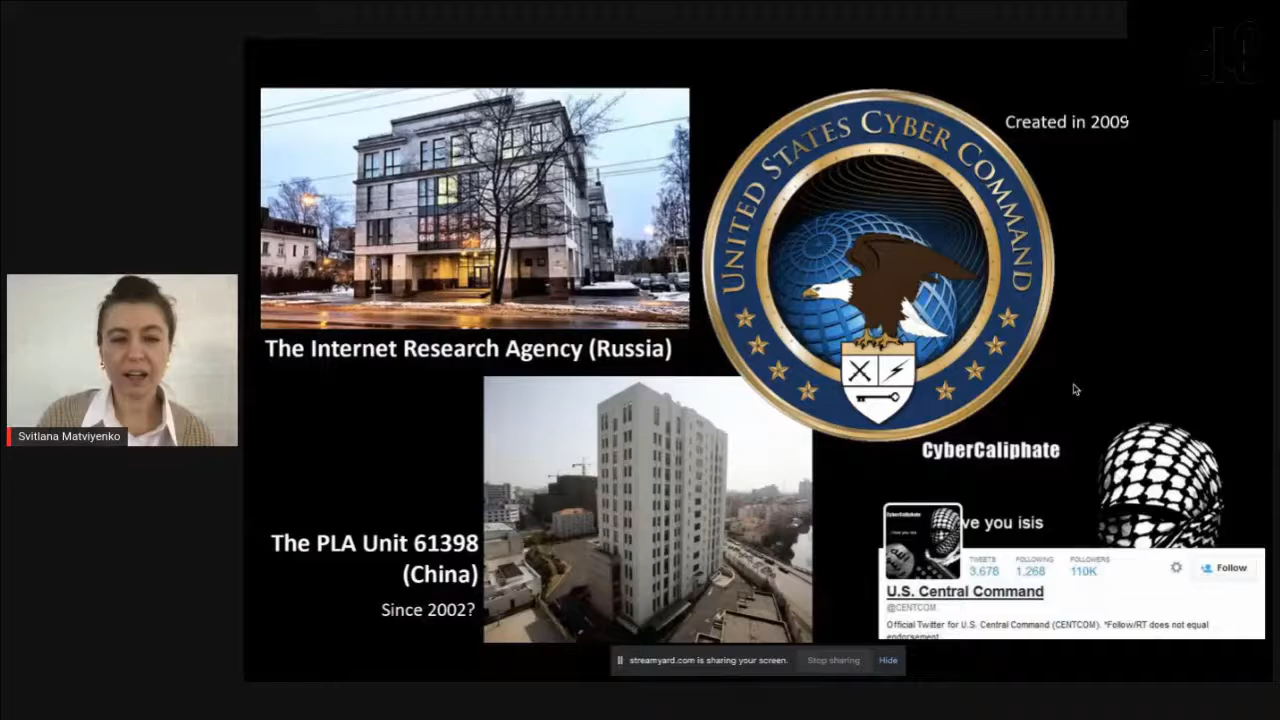 UNITED STATES CYBER COMMAND
Created in 2009
The Internet Research Agency (Russia)
Svitlana Matviyenko
CyberCaliphate
The PLA Unit 61398
(China)
Since 2002?
CyberCaliphate
ve you isis
TWEETS FOLLOWING FOLLOWERS
3,678 1,268 110K
Follow
U.S. Central Command
@CENTCOM
Official Twitter for U.S. Central Command (CENTCOM). *Follow/RT does not equal
endorsement
streamyard.com is sharing your screen. Stop sharing Hide